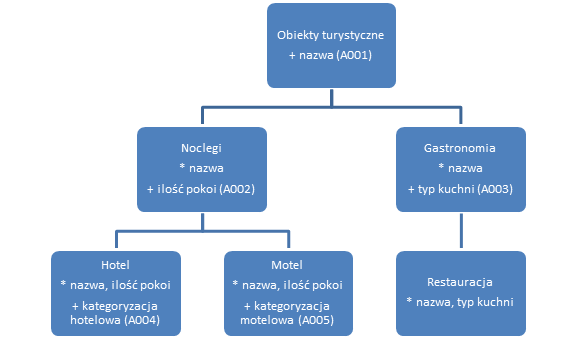 Obiekty turystyczne
+ nazwa (A001)
Noclegi
* nazwa
+ ilość pokoi (A002)
Gastronomia
* nazwa
+ typ kuchni (A003)
Hotel
* nazwa, ilość pokoi
+ kategoryzacja
hotelowa (A004)
Motel
* nazwa, ilość pokoi
+ kategoryzacja
motelowa (A005)
Restauracja
* nazwa, typ kuchni